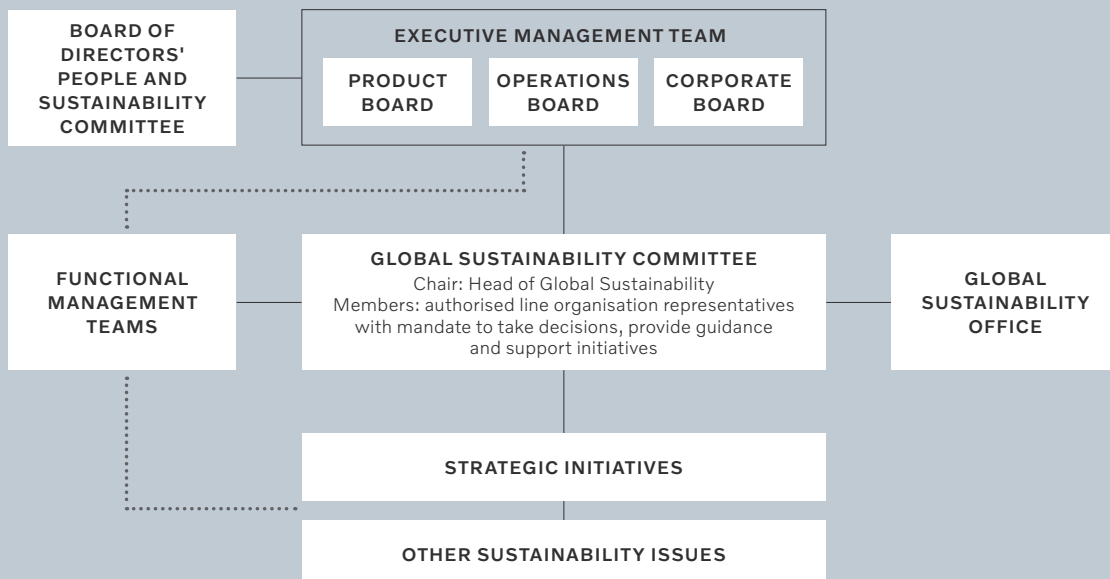 BOARD OF
DIRECTORS'
PEOPLE AND
SUSTAINABILITY
COMMITTEE
EXECUTIVE MANAGEMENT TEAM
PRODUCT
BOARD
OPERATIONS
BOARD
CORPORATE
BOARD
FUNCTIONAL
MANAGEMENT
TEAMS
GLOBAL SUSTAINABILITY COMMITTEE
Chair: Head of Global Sustainability
Members: authorised line organisation representatives
with mandate to take decisions, provide guidance
and support initiatives
GLOBAL
SUSTAINABILITY
OFFICE
STRATEGIC INITIATIVES
OTHER SUSTAINABILITY ISSUES